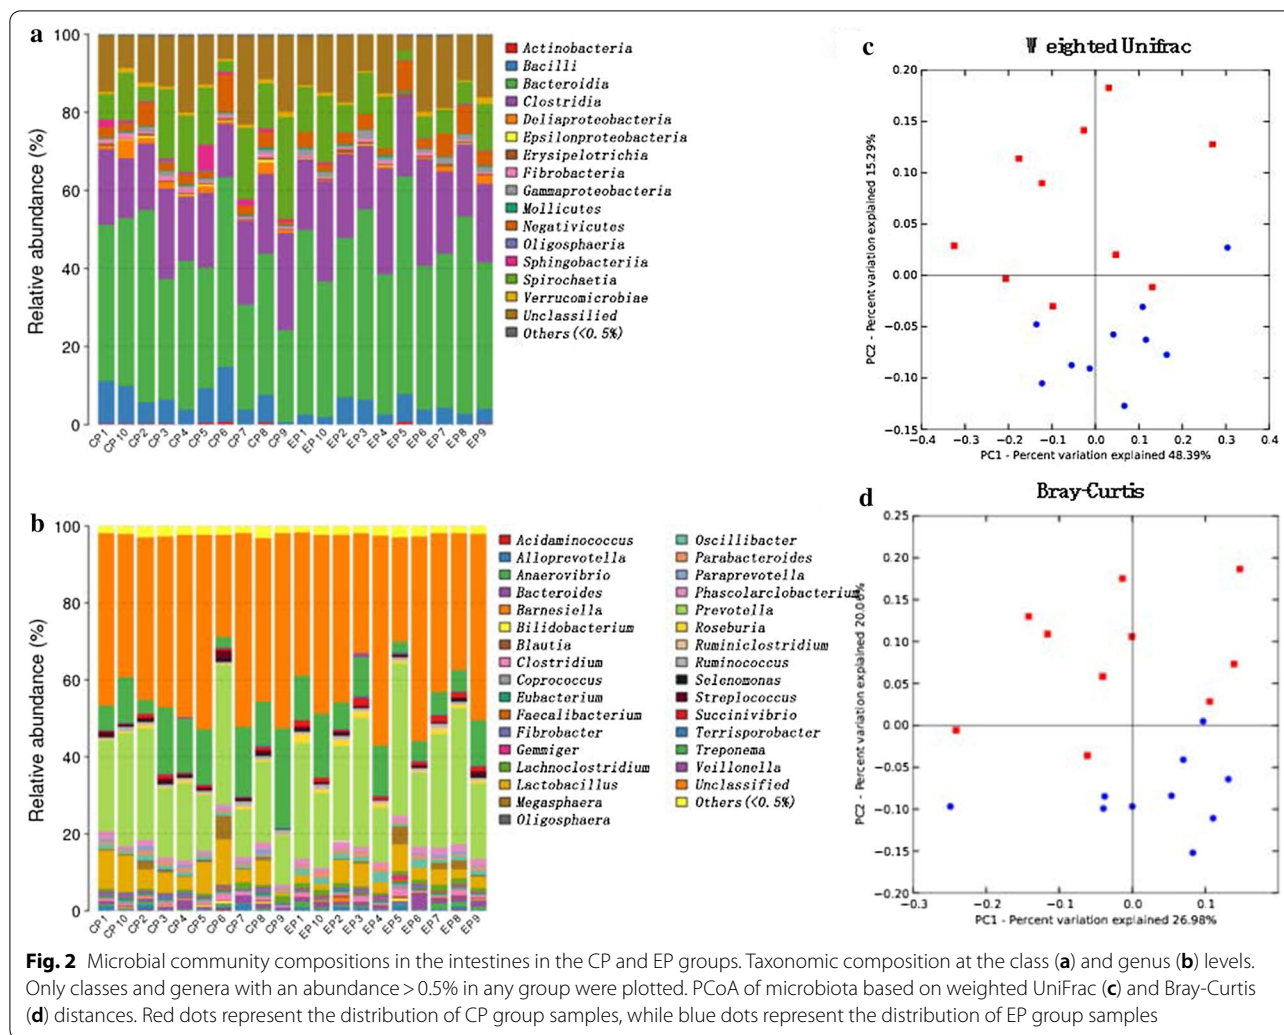 a
100
80
60
40
20
0
Relative abundance (%)
CP1 CP10 CP2 CP3 CP4 CP5 CP6 CP7 CP8 CP9 EP1 EP10 EP2 EP3 EP4 EP5 EP6 EP7 EP8 EP9
Actinobacteria
Bacilli
Bacteroidia
Clostridia
Deliaproteobacteria
Epsilonproteobacteria
Erysipelotrichia
Fibrobacteria
Gammaproteobacteria
Mollicutes
Negativicutes
Oligosphaeria
Sphingobacteriia
Spirochaetia
Verrucomicrobiae
Unclassilied
Others(<0.5%)
c
W eighted Unifrac
0.20
0.15
0.10
0.05
0.00
−0.05
−0.10
−0.15
PC2 - Percent variation explained 15.29%
−0.4 −0.3 −0.2 −0.1 0.0 0.1 0.2 0.3 0.4
PC1 - Percent variation explained 48.39%
b
100
80
60
40
20
0
Relative abundance (%)
CP1 CP10 CP2 CP3 CP4 CP5 CP6 CP7 CP8 CP9 EP1 EP10 EP2 EP3 EP4 EP5 EP6 EP7 EP8 EP9
Acidaminococcus
Alloprevotella
Anaerovibrio
Bacteroides
Barnesiella
Bilidobacterium
Blautia
Clostridium
Coprococcus
Eubacterium
Faecalibacterium
Fibrobacter
Gemmiger
Lachnoclostridium
Lactobacillus
Megasphaera
Oligosphaera
Oscillibacter
Parabacteroides
Paraprevotella
Phascolarclobacterium
Prevotella
Roseburia
Ruminiclostridium
Ruminococcus
Selenomonas
Streplococcus
Succinivibrio
Terrisporobacter
Treponema
Veillonella
Unclassified
Others(<0.5%)
d
Bray-Curtis
0.25
0.20
0.15
0.10
0.05
0.00
−0.05
−0.10
−0.15
−0.20
PC2 - Percent variation explained 20.06%
−0.3 −0.2 −0.1 0.0 0.1
PC1 - Percent variation explained 26.98%
Fig. 2 Microbial community compositions in the intestines in the CP and EP groups. Taxonomic composition at the class (a) and genus (b) levels.
Only classes and genera with an abundance > 0.5% in any group were plotted. PCoA of microbiota based on weighted UniFrac (c) and Bray-Curtis
(d) distances. Red dots represent the distribution of CP group samples, while blue dots represent the distribution of EP group samples